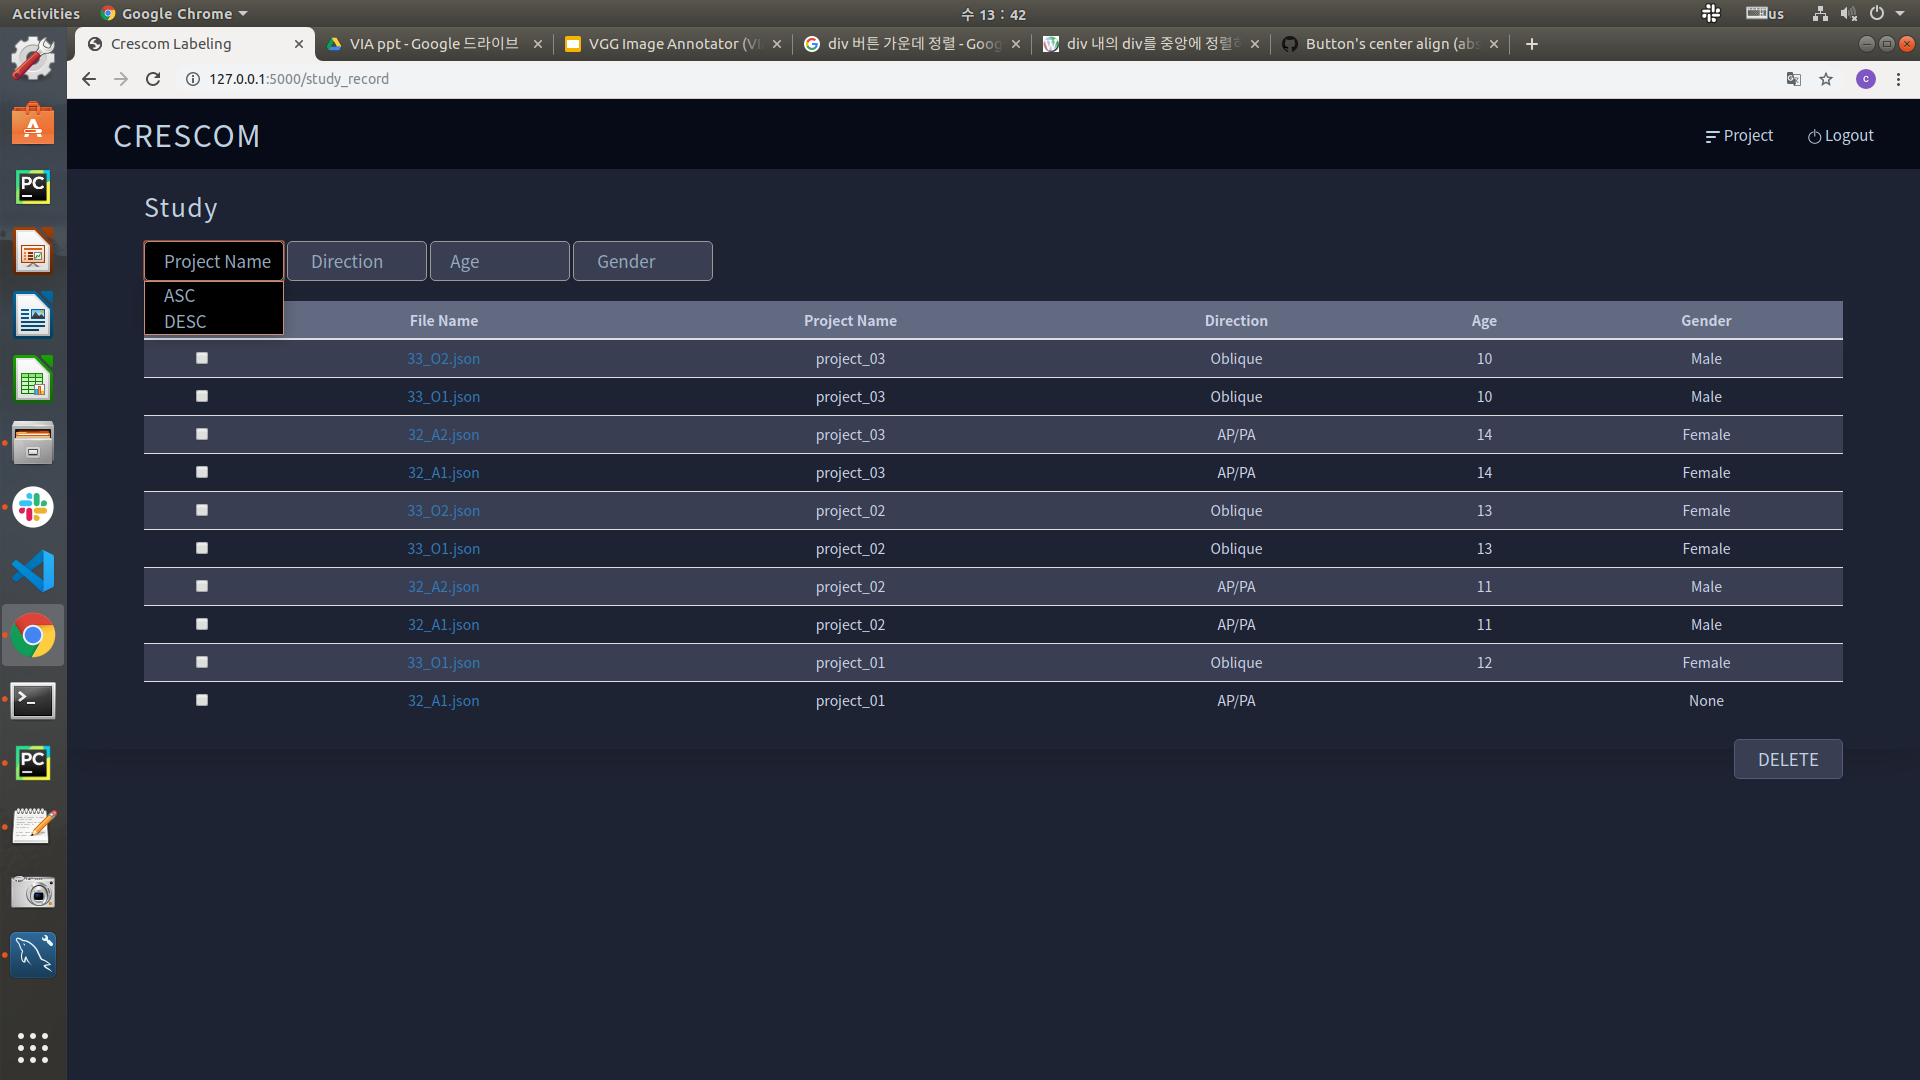 Activities Google Chrome 수 13 : 42 us
Crescom Labeling VIA ppt - Google 드라이브 VGG Image Annotator (VI div 버튼 가운데 정렬 - Goog div 내의 div를 중앙에 정렬하 Button's center align (abs
127.0.0.1:5000/study_record c
CRESCOM Project Logout
Study
Project Name Direction Age Gender
ASC
DESC
File Name Project Name Direction Age Gender
33_O2.json project_03 Oblique 10 Male
33_O1.json project_03 Oblique 10 Male
32_A2.json project_03 AP/PA 14 Female
32_A1.json project_03 AP/PA 14 Female
33_O2.json project_02 Oblique 13 Female
33_O1.json project_02 Oblique 13 Female
32_A2.json project_02 AP/PA 11 Male
32_A1.json project_02 AP/PA 11 Male
33_O1.json project_01 Oblique 12 Female
32_A1.json project_01 AP/PA None
DELETE